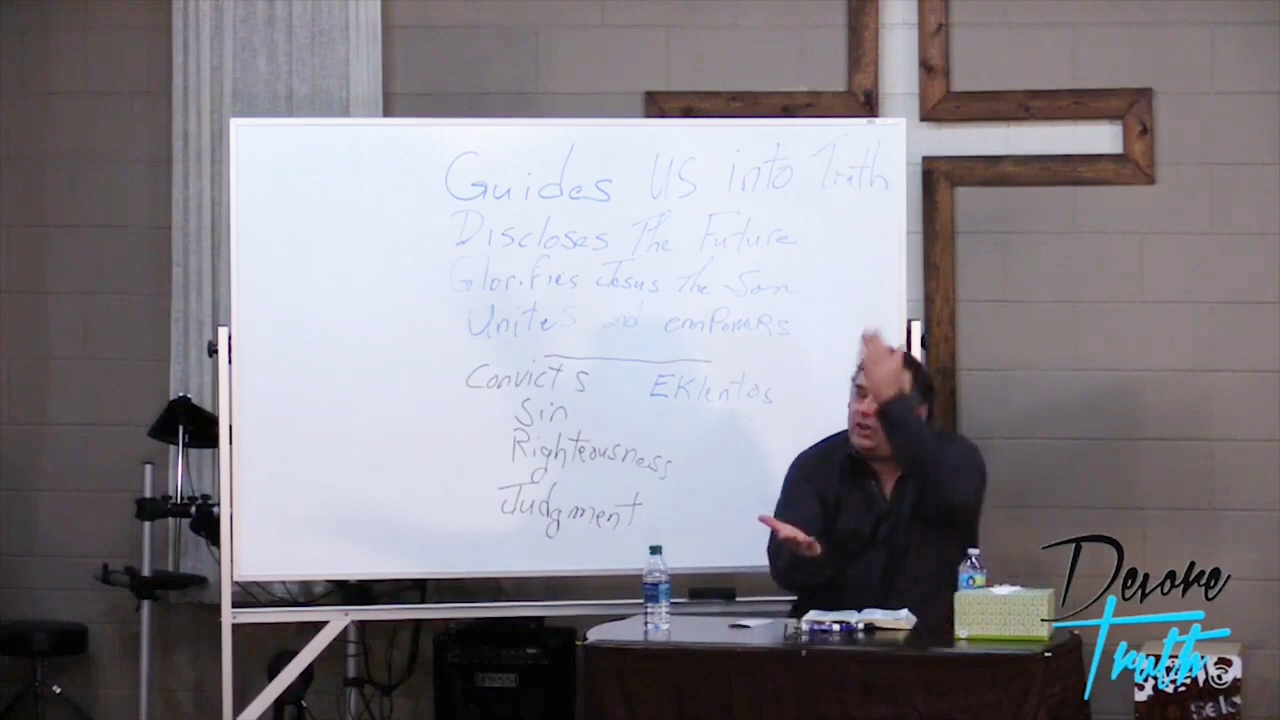 Guides US into Truth
Discloses The Future
Glorifies Jesus The Son
Unites and emPowers
Convicts EKlentos
Sin
Righteousness
Judgment
Desire
Truth